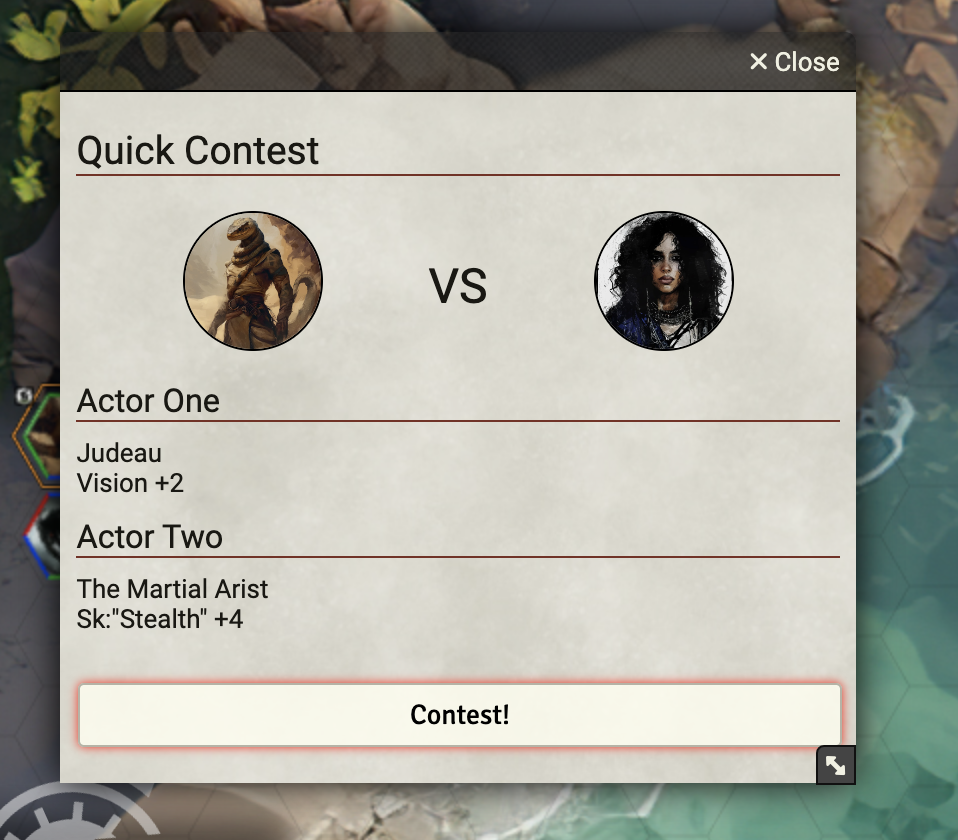 Close
Quick Contest
VS
Actor One
Judeau
Vision +2
Actor Two
The Martial Arist
Sk:"Stealth" +4
Contest!